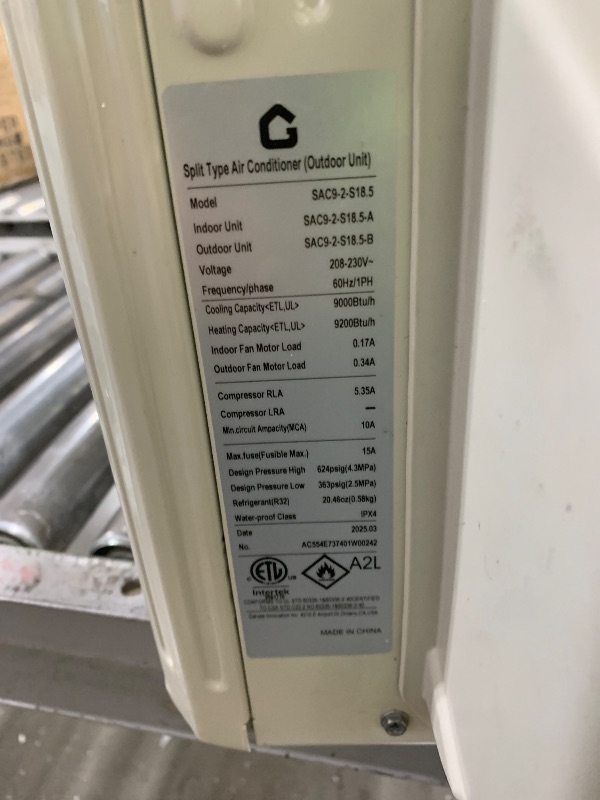 Split Type Air Conditioner (Outdoor Unit)
Model SAC9-2-S18.5
Indoor Unit SAC9-2-S18.5-A
Outdoor Unit SAC9-2-S18.5-B
Voltage 208-230V~
Frequency/phase 60Hz/1PH
Cooling Capacity<ETL,UL> 9000Btu/h
Heating Capacity<ETL,UL> 9200Btu/h
Indoor Fan Motor Load 0.17A
Outdoor Fan Motor Load 0.34A
Compressor RLA 5.35A
Compressor LRA —
Min.circuit Ampacity(MCA) 10A
Max.fuse(Fusible Max.) 15A
Design Pressure High 624psig(4.3MPa)
Design Pressure Low 363psig(2.5MPa)
Refrigerant(R32) 20.46oz(0.58kg)
Water-proof Class IPX4
Date 2025.03
No. AC554E737401W00242
C ETL US A2L
Intertek
MADE IN CHINA